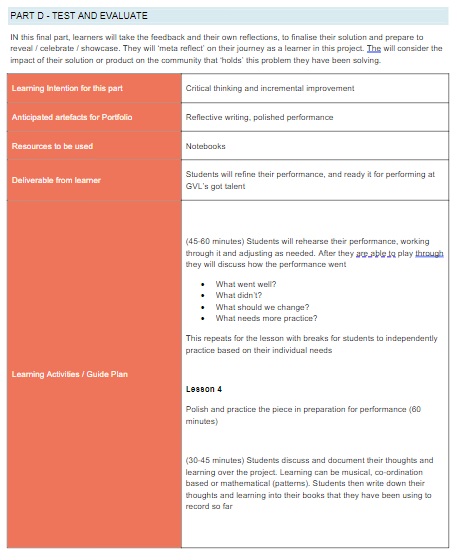 PART D - TEST AND EVALUATE
IN this final part, learners will take the feedback and their own reflections, to finalise their solution and prepare to
reveal / celebrate / showcase. They will 'meta reflect' on their journey as a learner in this project. The will consider the
impact of their solution or product on the community that 'holds' this problem they have been solving.
Learning Intention for this part
Critical thinking and incremental improvement
Anticipated artefacts for Portfolio
Reflective writing, polished performance
Resources to be used
Notebooks
Deliverable from learner
Students will refine their performance, and ready it for performing at
GVL's got talent
Learning Activities / Guide Plan
(45-60 minutes) Students will rehearse their performance, working
through it and adjusting as needed. After they are able to play through
they will discuss how the performance went
• What went well?
• What didn't?
• What should we change?
• What needs more practice?
This repeats for the lesson with breaks for students to independently
practice based on their individual needs
Lesson 4
Polish and practice the piece in preparation for performance (60
minutes)
(30-45 minutes) Students discuss and document their thoughts and
learning over the project. Learning can be musical, co-ordination
based or mathematical (patterns). Students then write down their
thoughts and learning into their books that they have been using to
record so far